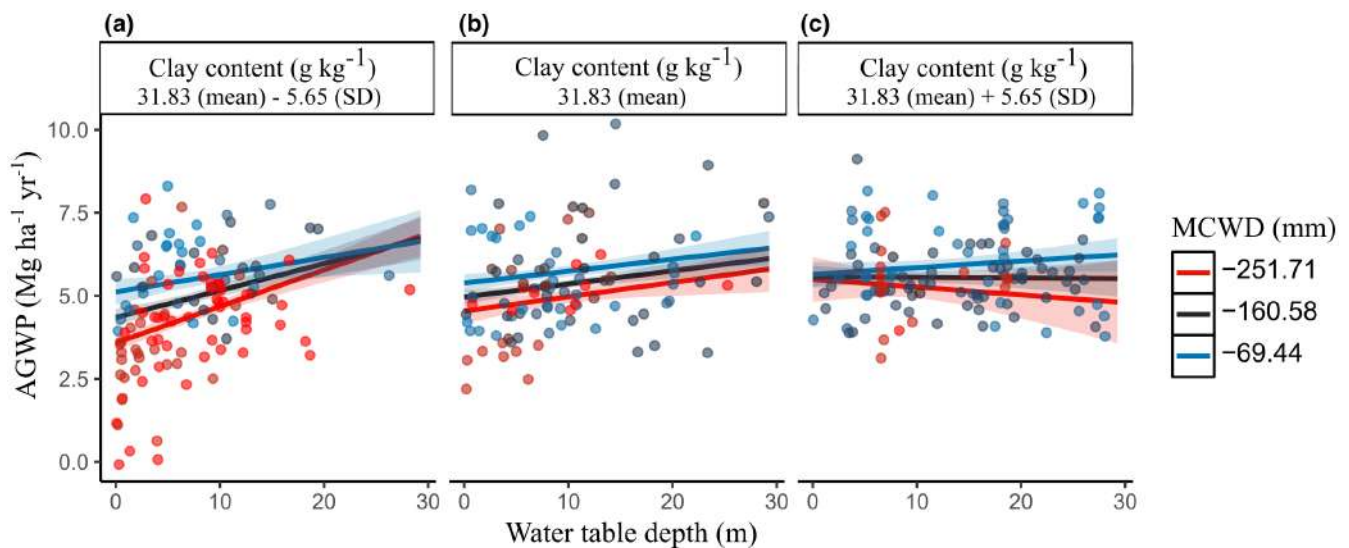 (a)
Clay content (g kg⁻¹)
31.83 (mean) - 5.65 (SD)
(b)
Clay content (g kg⁻¹)
31.83 (mean)
(c)
Clay content (g kg⁻¹)
31.83 (mean) + 5.65 (SD)
AGWP (Mg ha⁻¹ yr⁻¹)
10.0
7.5
5.0
2.5
0.0
0 10 20 30
0 10 20 30
0 10 20 30
Water table depth (m)
MCWD (mm)
−251.71
−160.58
−69.44